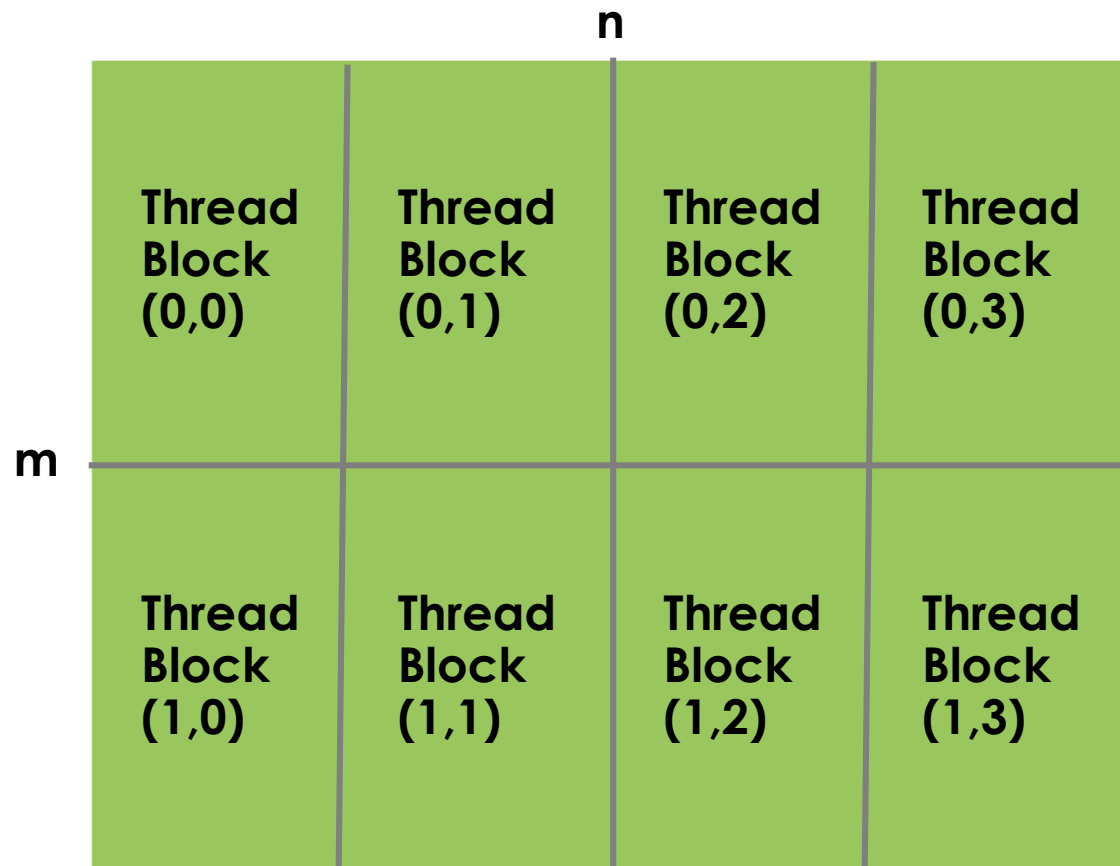 n
Thread
Block
(0,0)
Thread
Block
(0,1)
Thread
Block
(0,2)
Thread
Block
(0,3)
m
Thread
Block
(1,0)
Thread
Block
(1,1)
Thread
Block
(1,2)
Thread
Block
(1,3)